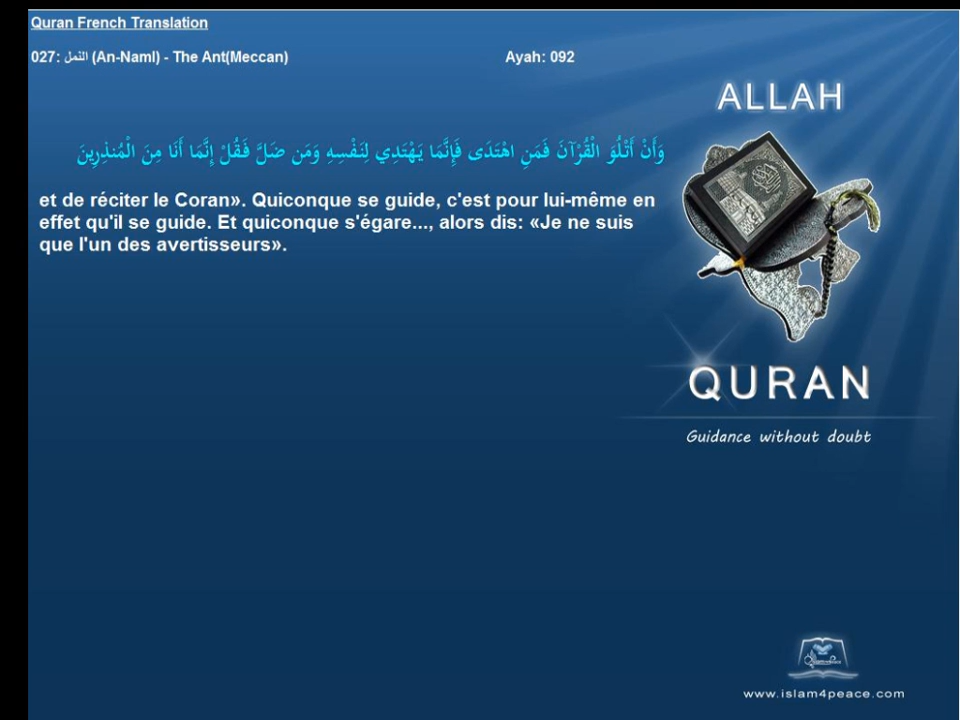 Quran French Translation
027: النمل (An-Naml) - The Ant(Meccan)
Ayah: 092
ALLAH
وَأَنْ أَتْلُوَ الْقُرْآنَ فَمَنِ اهْتَدَى فَإِنَّمَا يَهْتَدِي لِنَفْسِهِ وَمَن ضَلَّ فَقُلْ إِنَّمَا أَنَا مِنَ الْمُنذِرِينَ
et de réciter le Coran». Quiconque se guide, c'est pour lui-même en
effet qu'il se guide. Et quiconque s'égare..., alors dis: «Je ne suis
que l'un des avertisseurs».
QURAN
Guidance without doubt
www.islam4peace.com